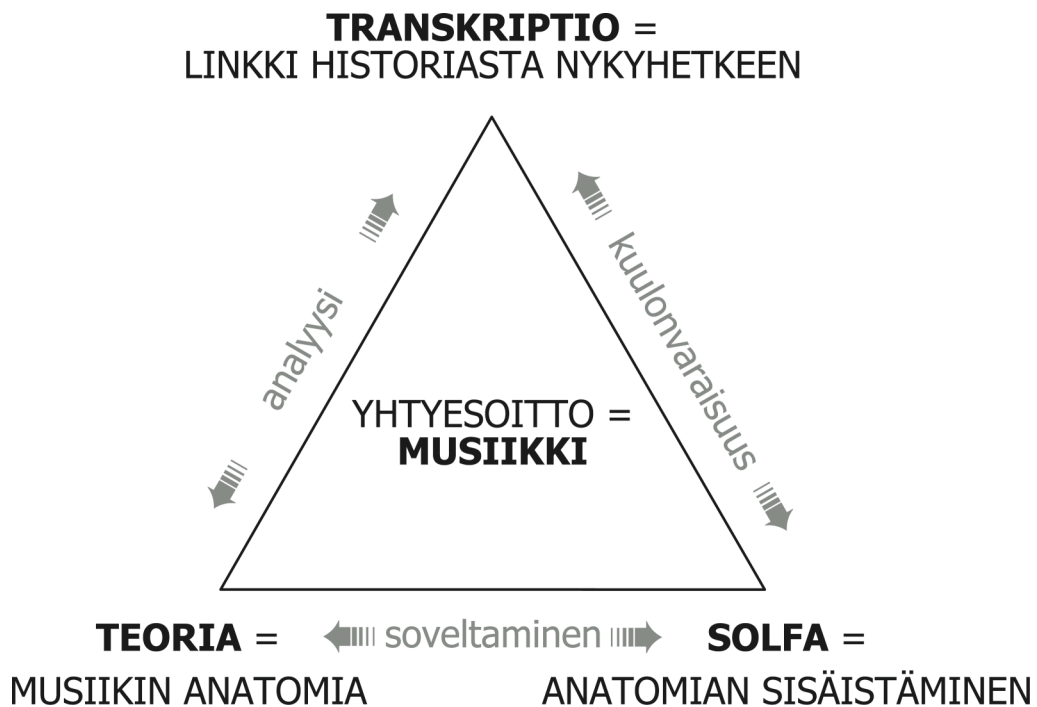 TRANSKRIPTIO =
LINKKI HISTORIASTA NYKYHETKEEN
analyysi
kuulonvaraisuus
YHTYESOITTO =
MUSIIKKI
TEORIA =
soveltaminen
SOLFA =
MUSIIKIN ANATOMIA
ANATOMIAN SISÄISTÄMINEN